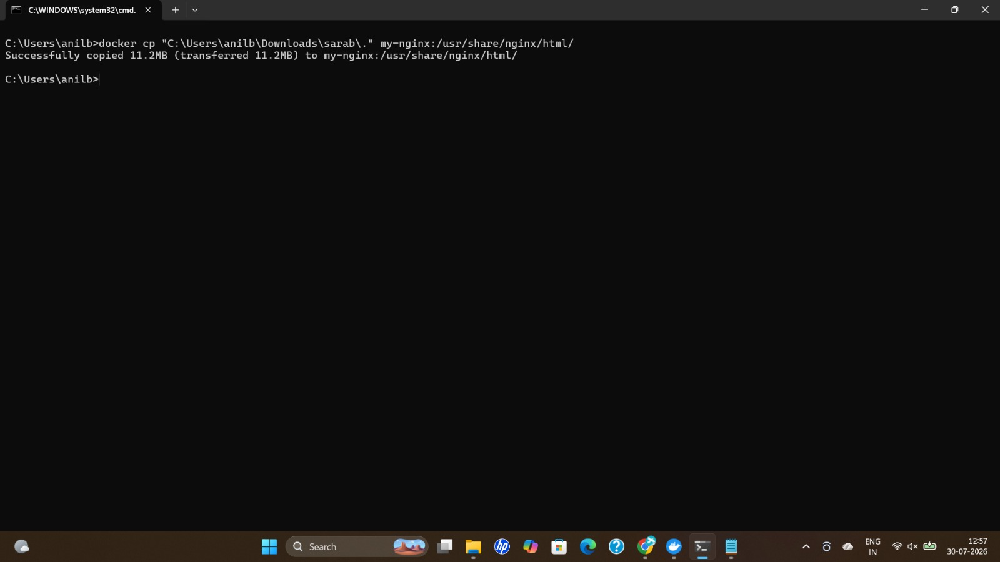 C:\WINDOWS\system32\cmd.
C:\Users\anilb>docker cp "C:\Users\anilb\Downloads\sarab\." my-nginx:/usr/share/nginx/html/
Successfully copied 11.2MB (transferred 11.2MB) to my-nginx:/usr/share/nginx/html/
C:\Users\anilb>
Search
hp
ENG
IN
12:57
30-07-2026